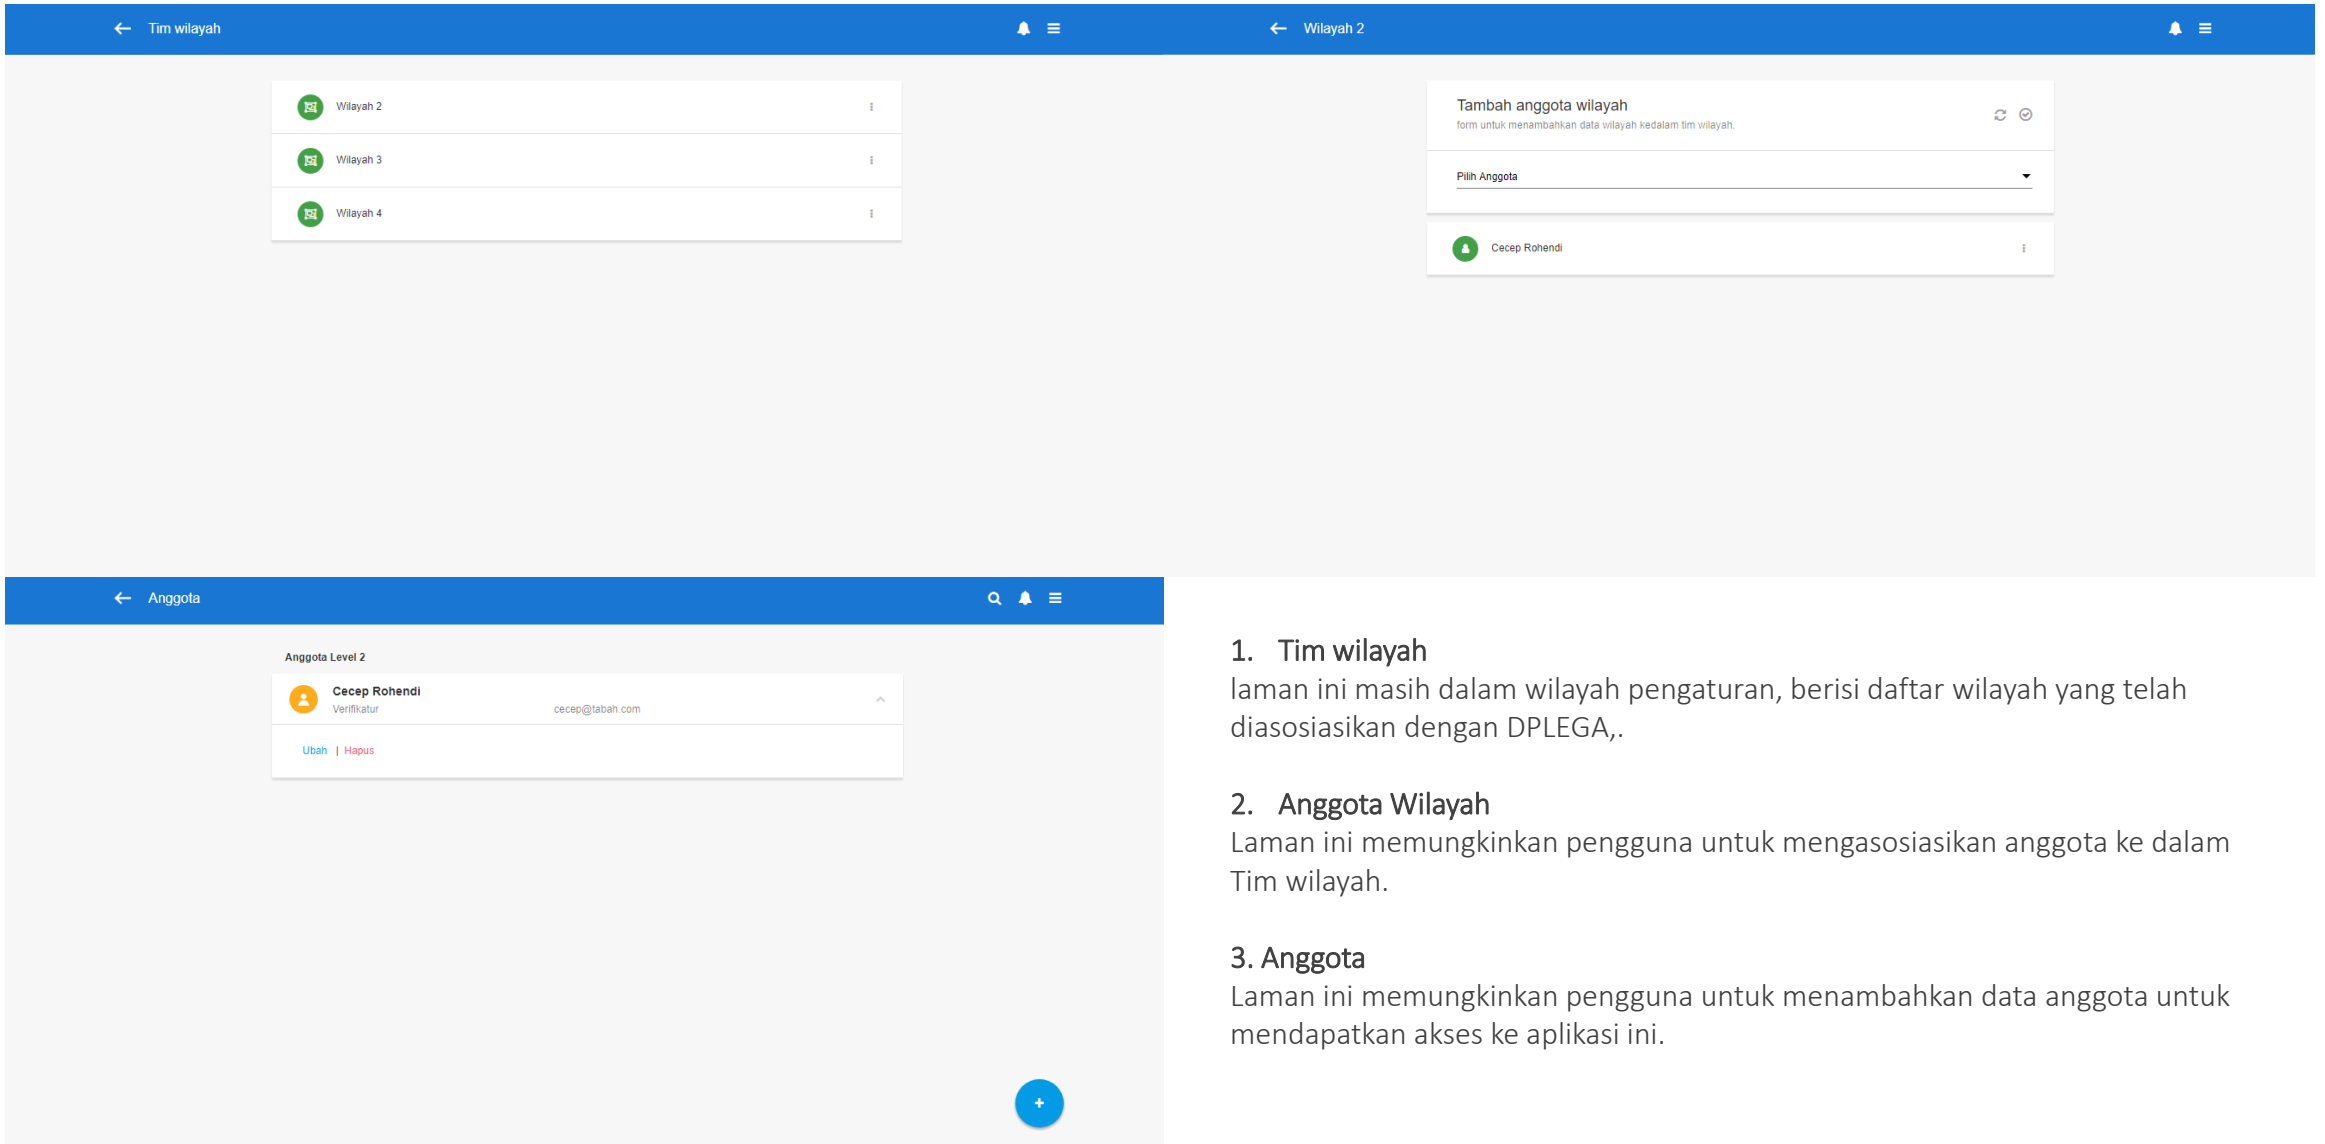 Tim wilayah
Wilayah 2
Wilayah 3
Wilayah 4
Wilayah 2
Tambah anggota wilayah
form untuk menambahkan data wilayah kedalam tim wilayah.
Pilih Anggota
Cecep Rohendi
Anggota
Anggota Level 2
Cecep Rohendi
Verifikatur cecep@tabah.com
Ubah | Hapus
1. Tim wilayah
laman ini masih dalam wilayah pengaturan, berisi daftar wilayah yang telah
diasosiasikan dengan DPLEGA,.
2. Anggota Wilayah
Laman ini memungkinkan pengguna untuk mengasosiasikan anggota ke dalam
Tim wilayah.
3. Anggota
Laman ini memungkinkan pengguna untuk menambahkan data anggota untuk
mendapatkan akses ke aplikasi ini.